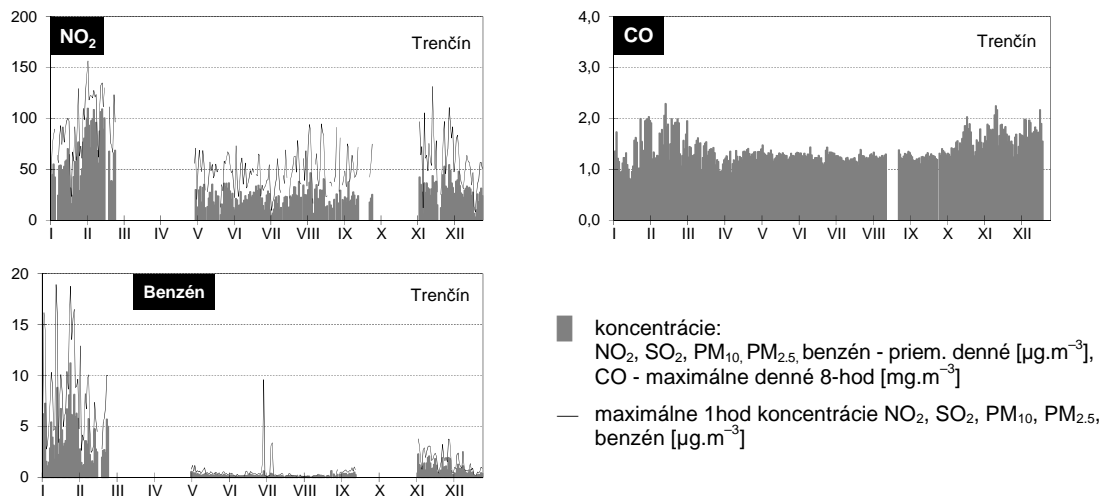 200
150
100
50
0
NO₂
Trenčín
I II III IV V VI VII VIII IX X XI XII
4,0
3,0
2,0
1,0
0,0
CO
Trenčín
I II III IV V VI VII VIII IX X XI XII
20
15
10
5
0
Benzén
Trenčín
I II III IV V VI VII VIII IX X XI XII
koncentrácie:
NO₂, SO₂, PM₁₀, PM₂.₅, benzén - priem. denné [µg.m⁻³],
CO - maximálne denné 8-hod [mg.m⁻³]
maximálne 1hod koncentrácie NO₂, SO₂, PM₁₀, PM₂.₅,
benzén [µg.m⁻³]